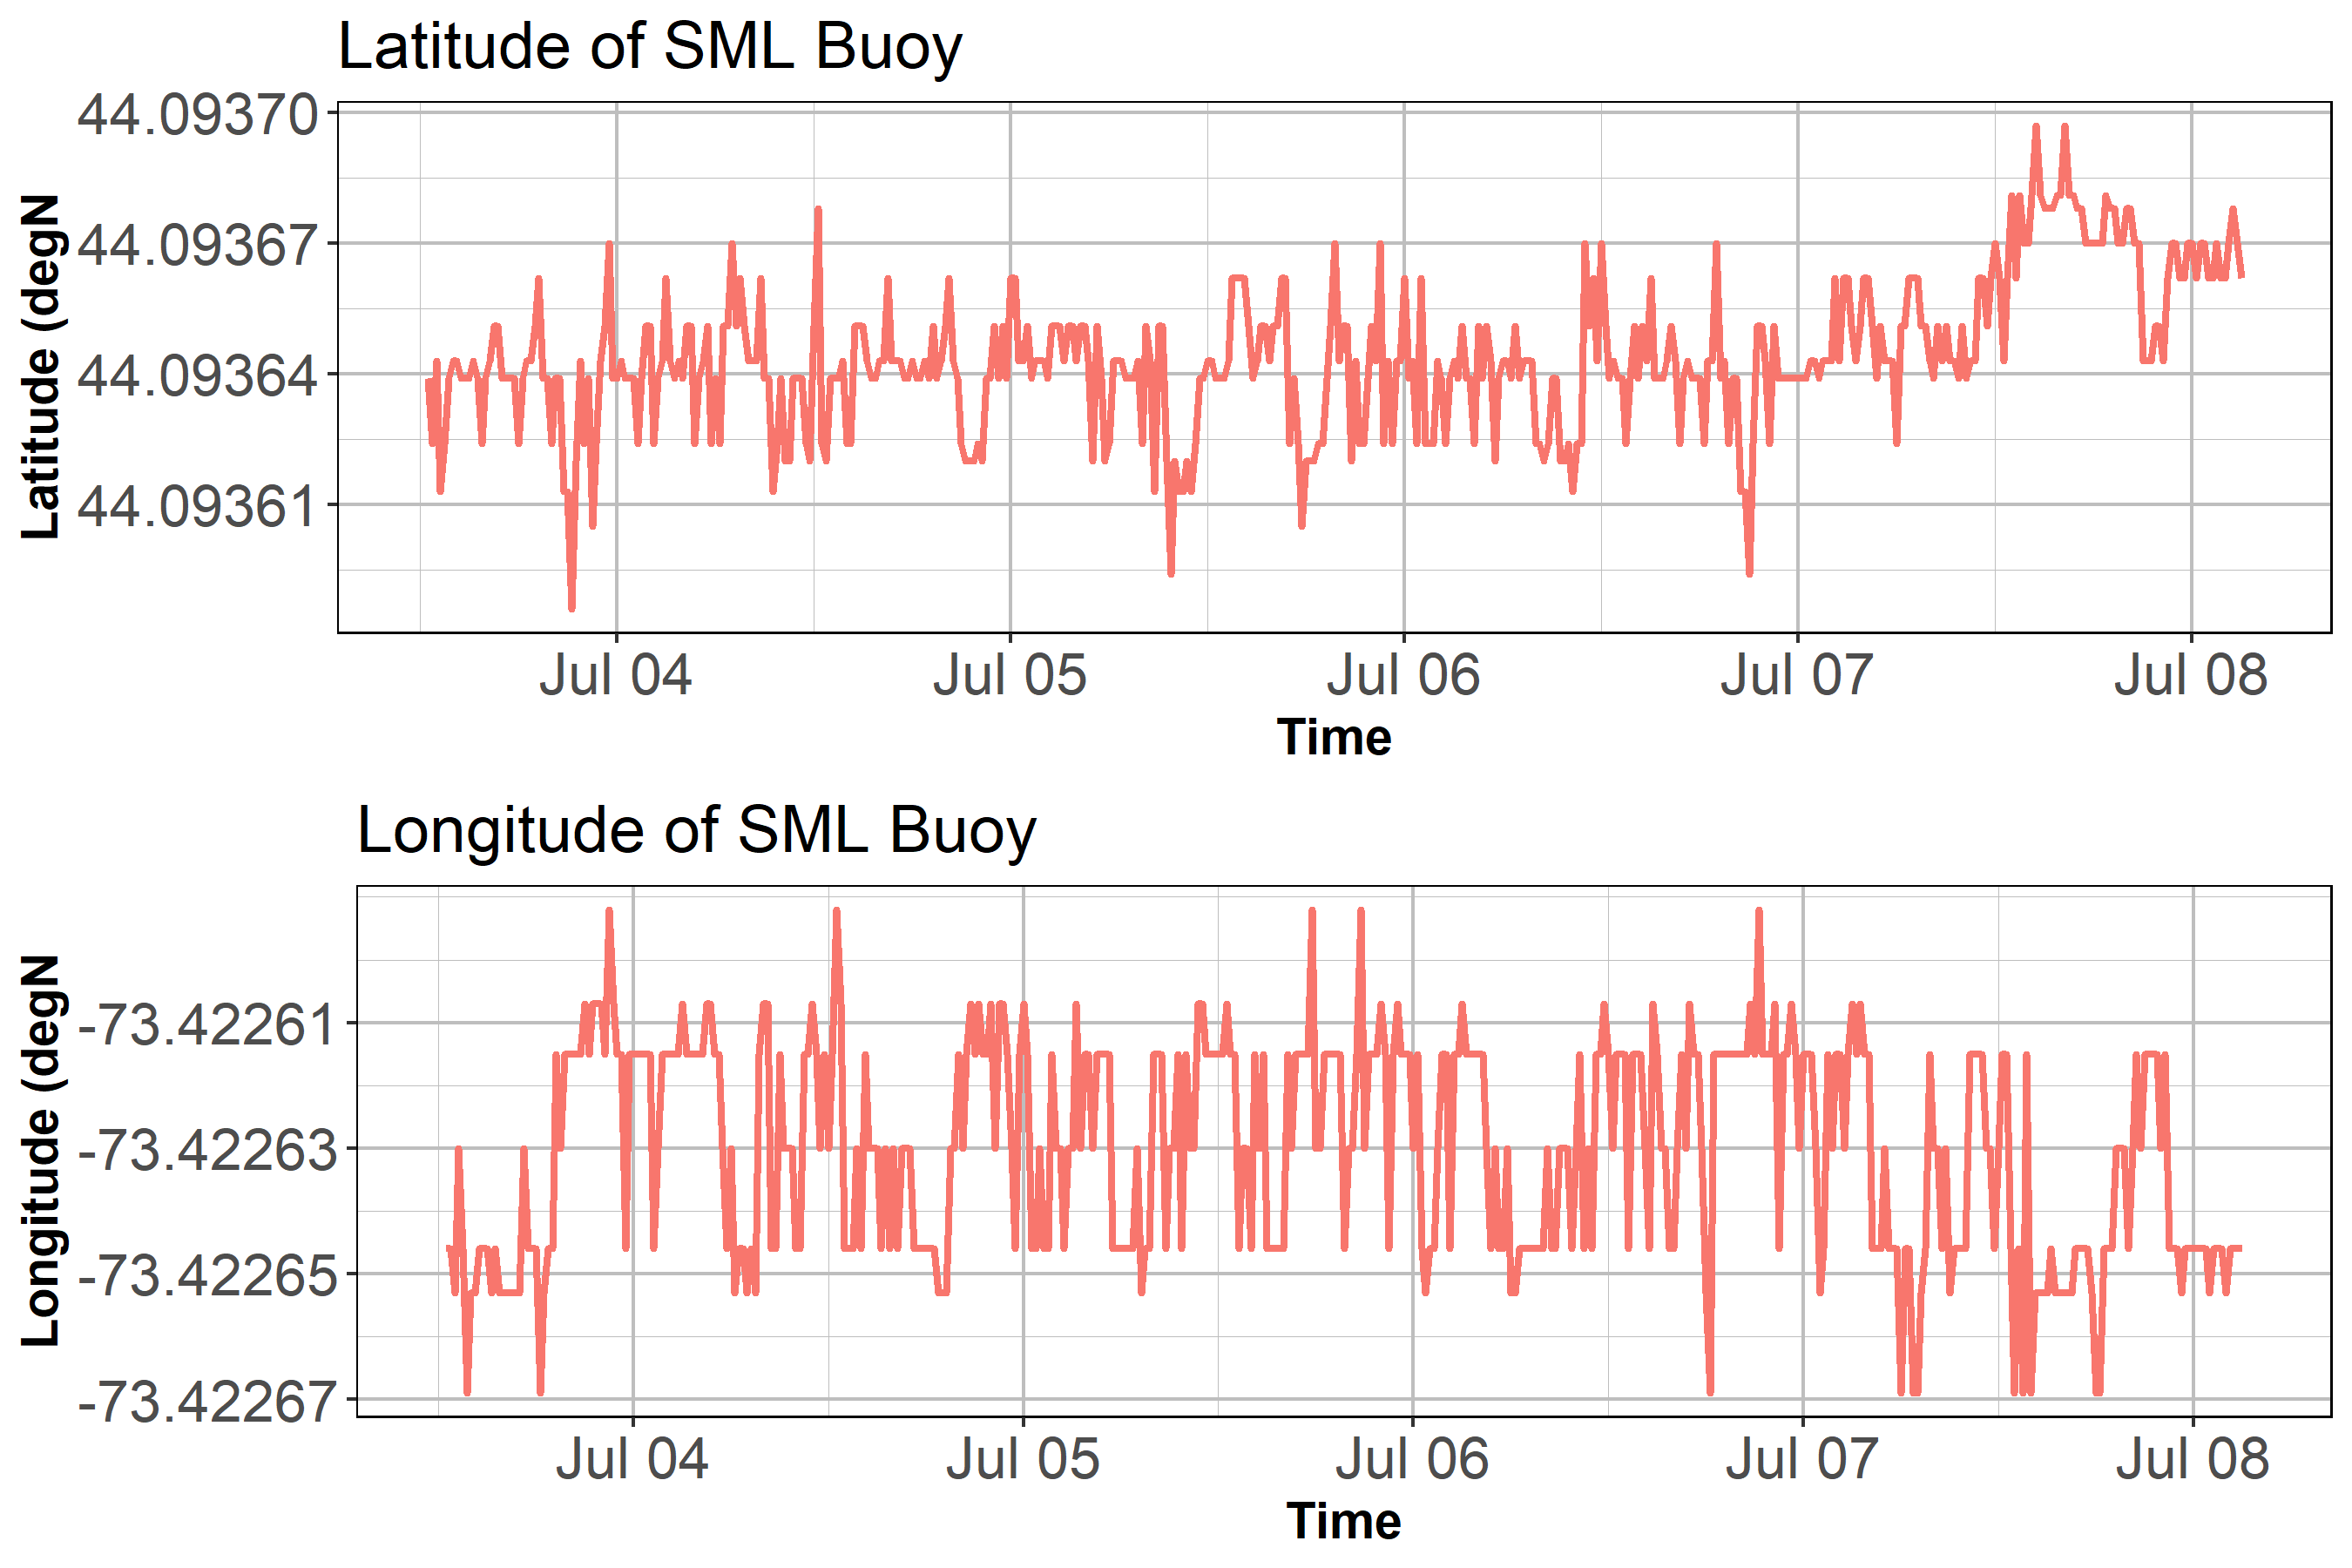 Latitude of SML Buoy
Latitude (degN
44.09370
44.09367
44.09364
44.09361
Jul 04 Jul 05 Jul 06 Jul 07 Jul 08
Time
Longitude of SML Buoy
Longitude (degN
-73.42261
-73.42263
-73.42265
-73.42267
Jul 04 Jul 05 Jul 06 Jul 07 Jul 08
Time